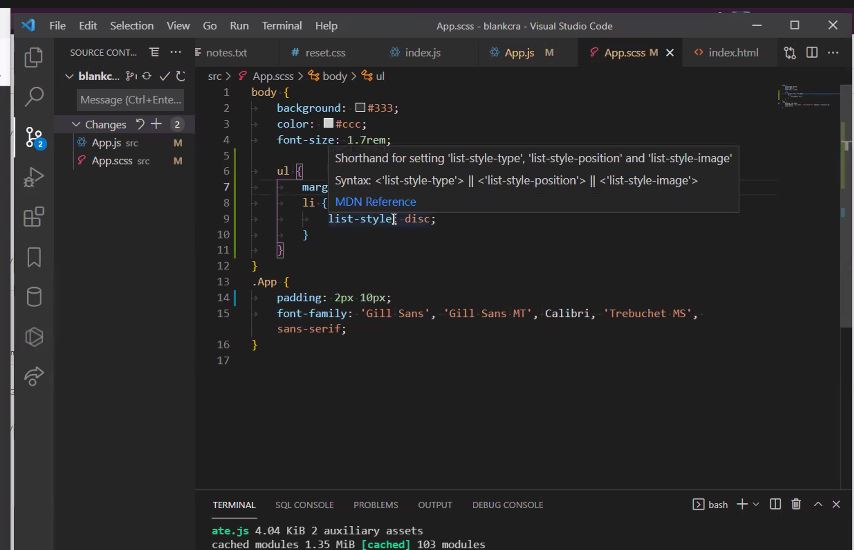 File Edit Selection View Go Run Terminal Help App.scss - blankcra - Visual Studio Code
SOURCE CONT...
notes.txt # reset.css index.js App.js M App.scss M <> index.html
blankc...
Message (Ctrl+Ente...
Changes 2
App.js src M
App.scss src M
2
src > App.scss > body > ul
1 body {
2 background: #333;
3 color: #ccc;
4 font-size: 1.7rem;
5
6 ul {
7 marg
8 li {
9 list-style: disc;
10 }
11 }
12 }
13 .App {
14 padding: 2px 10px;
15 font-family: 'Gill Sans', 'Gill Sans MT', Calibri, 'Trebuchet MS',
sans-serif;
16 }
17
Shorthand for setting 'list-style-type', 'list-style-position' and 'list-style-image'
Syntax: <'list-style-type'> || <'list-style-position'> || <'list-style-image'>
MDN Reference
TERMINAL SQL CONSOLE PROBLEMS OUTPUT DEBUG CONSOLE bash
ate.js 4.04 KiB 2 auxiliary assets
cached modules 1.35 MiB [cached] 103 modules